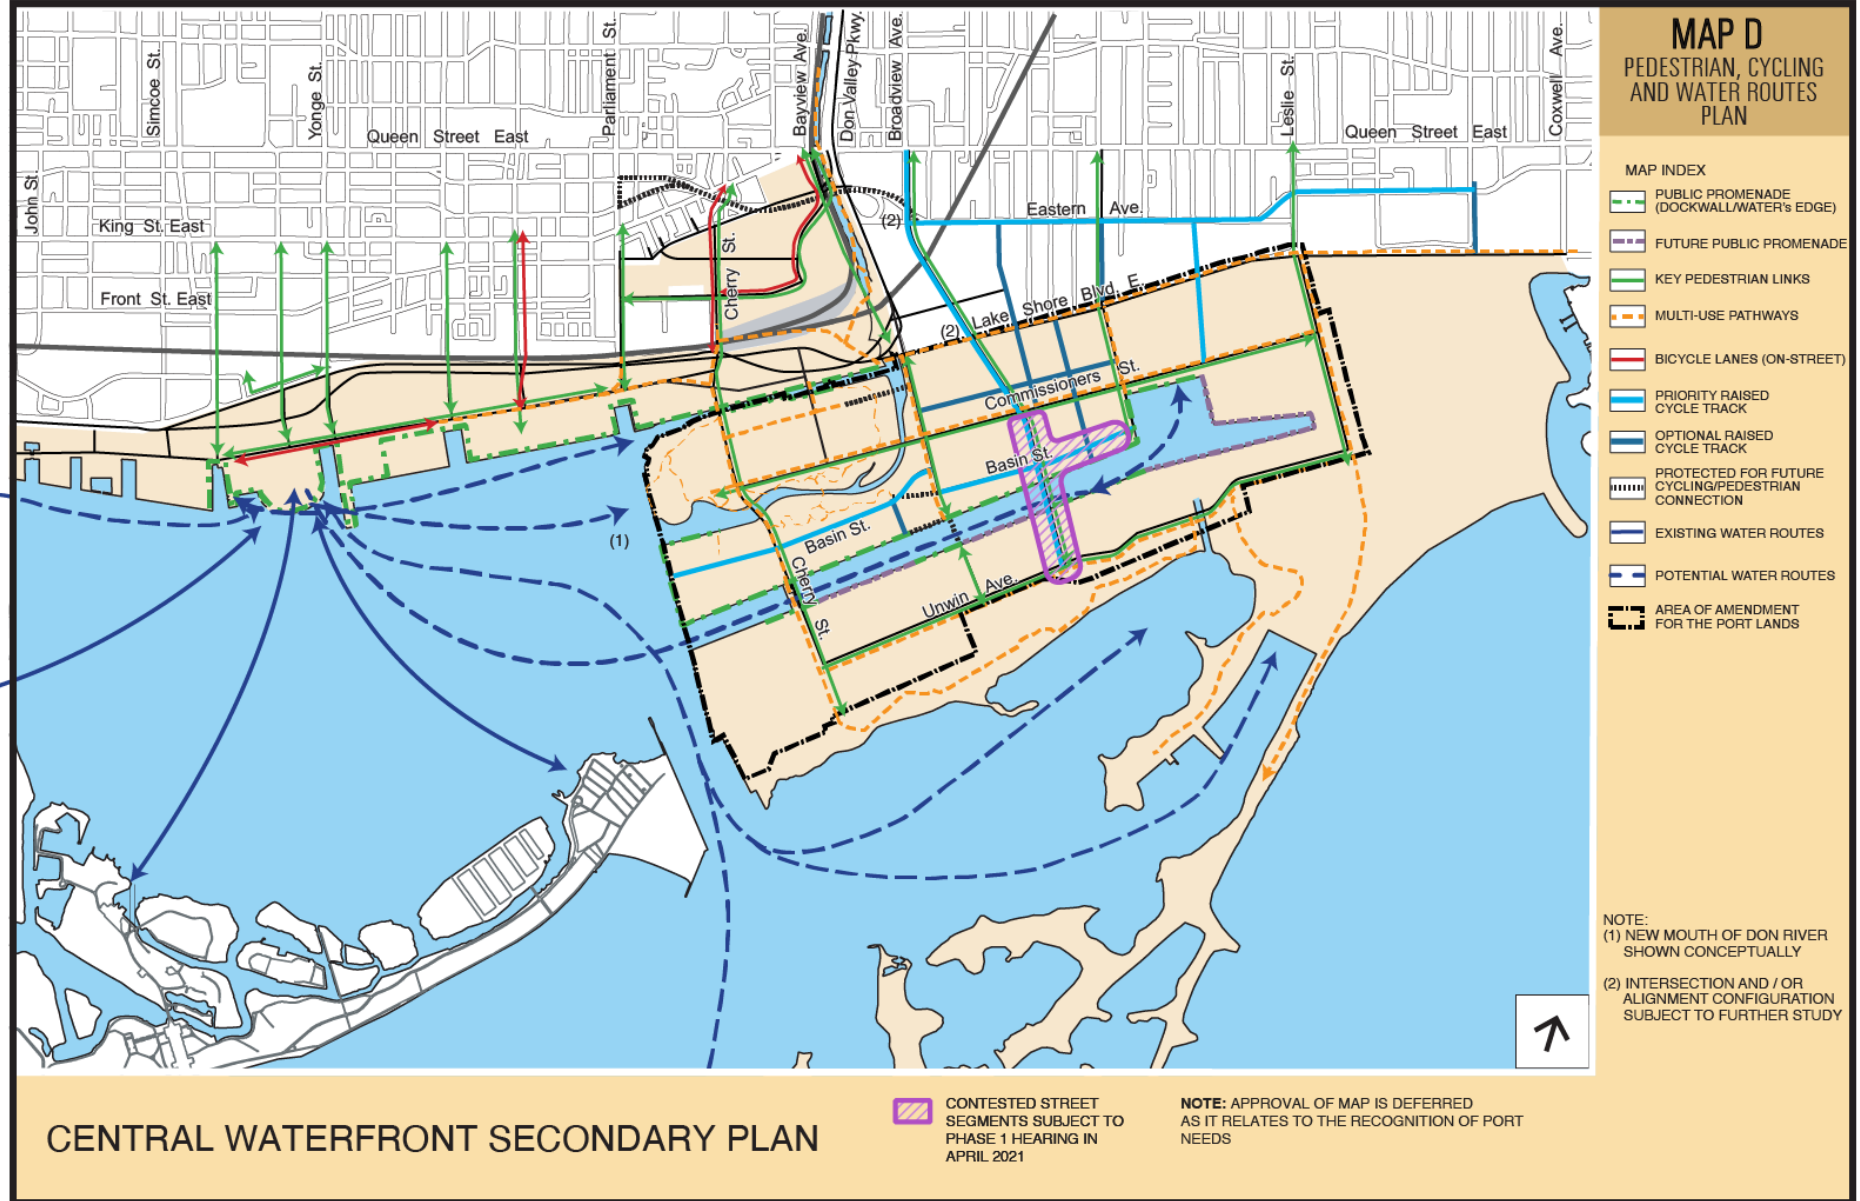 MAP D
PEDESTRIAN, CYCLING
AND WATER ROUTES
PLAN
MAP INDEX
PUBLIC PROMENADE
(DOCKWALL/WATER's EDGE)
FUTURE PUBLIC PROMENADE
KEY PEDESTRIAN LINKS
MULTI-USE PATHWAYS
BICYCLE LANES (ON-STREET)
PRIORITY RAISED
CYCLE TRACK
OPTIONAL RAISED
CYCLE TRACK
PROTECTED FOR FUTURE
CYCLING/PEDESTRIAN
CONNECTION
EXISTING WATER ROUTES
POTENTIAL WATER ROUTES
AREA OF AMENDMENT
FOR THE PORT LANDS
NOTE:
(1) NEW MOUTH OF DON RIVER
SHOWN CONCEPTUALLY
(2) INTERSECTION AND / OR
ALIGNMENT CONFIGURATION
SUBJECT TO FURTHER STUDY
John St.
Simcoe St.
Yonge St.
Parliament St.
Bayview Ave.
Don Valley Pkwy.
Broadview Ave.
Leslie St.
Coxwell Ave.
Queen Street East
Queen Street East
King St. East
Front St. East
Cherry St.
Eastern Ave.
(2)
(2)
Lake Shore Blvd. E.
Commissioners St.
Basin St.
Basin St.
(1)
Cherry St.
Unwin Ave.
CENTRAL WATERFRONT SECONDARY PLAN
CONTESTED STREET
SEGMENTS SUBJECT TO
PHASE 1 HEARING IN
APRIL 2021
NOTE: APPROVAL OF MAP IS DEFERRED
AS IT RELATES TO THE RECOGNITION OF PORT
NEEDS